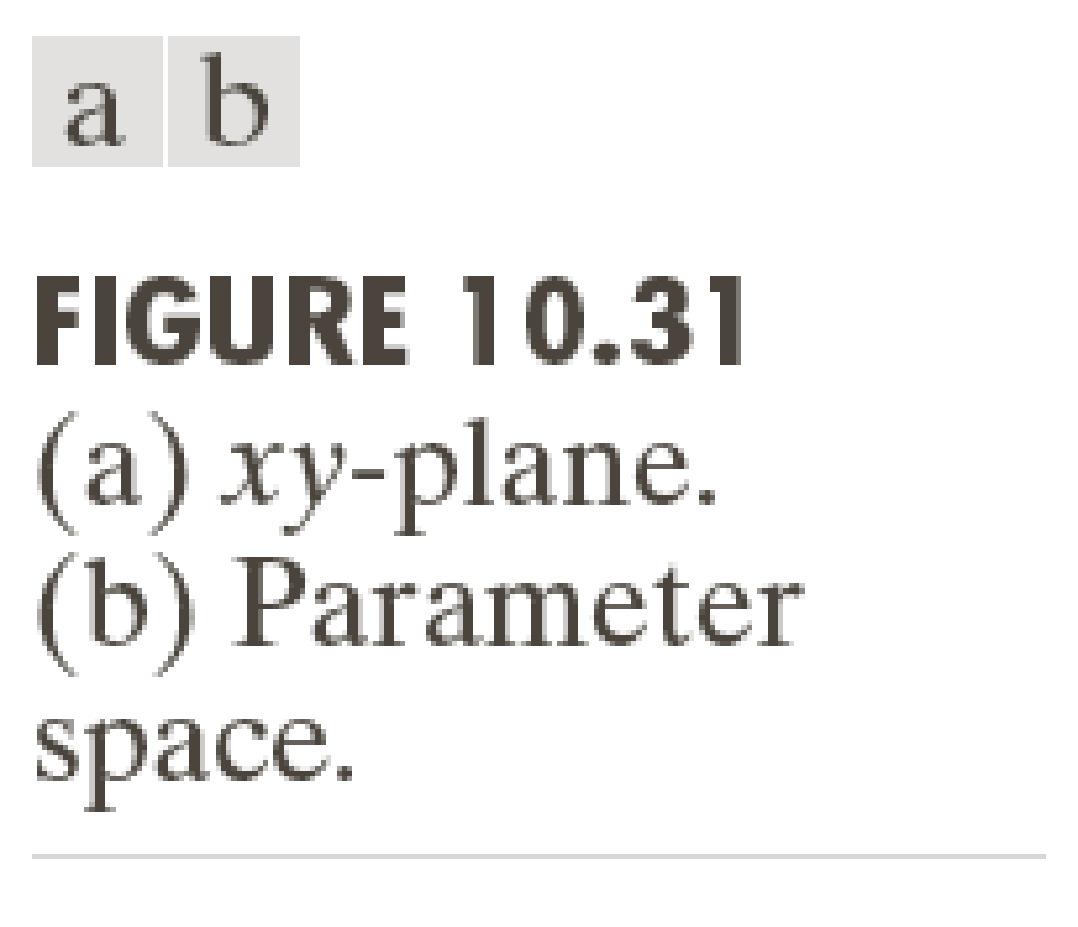 a b
FIGURE 10.31
(a) xy-plane.
(b) Parameter
space.